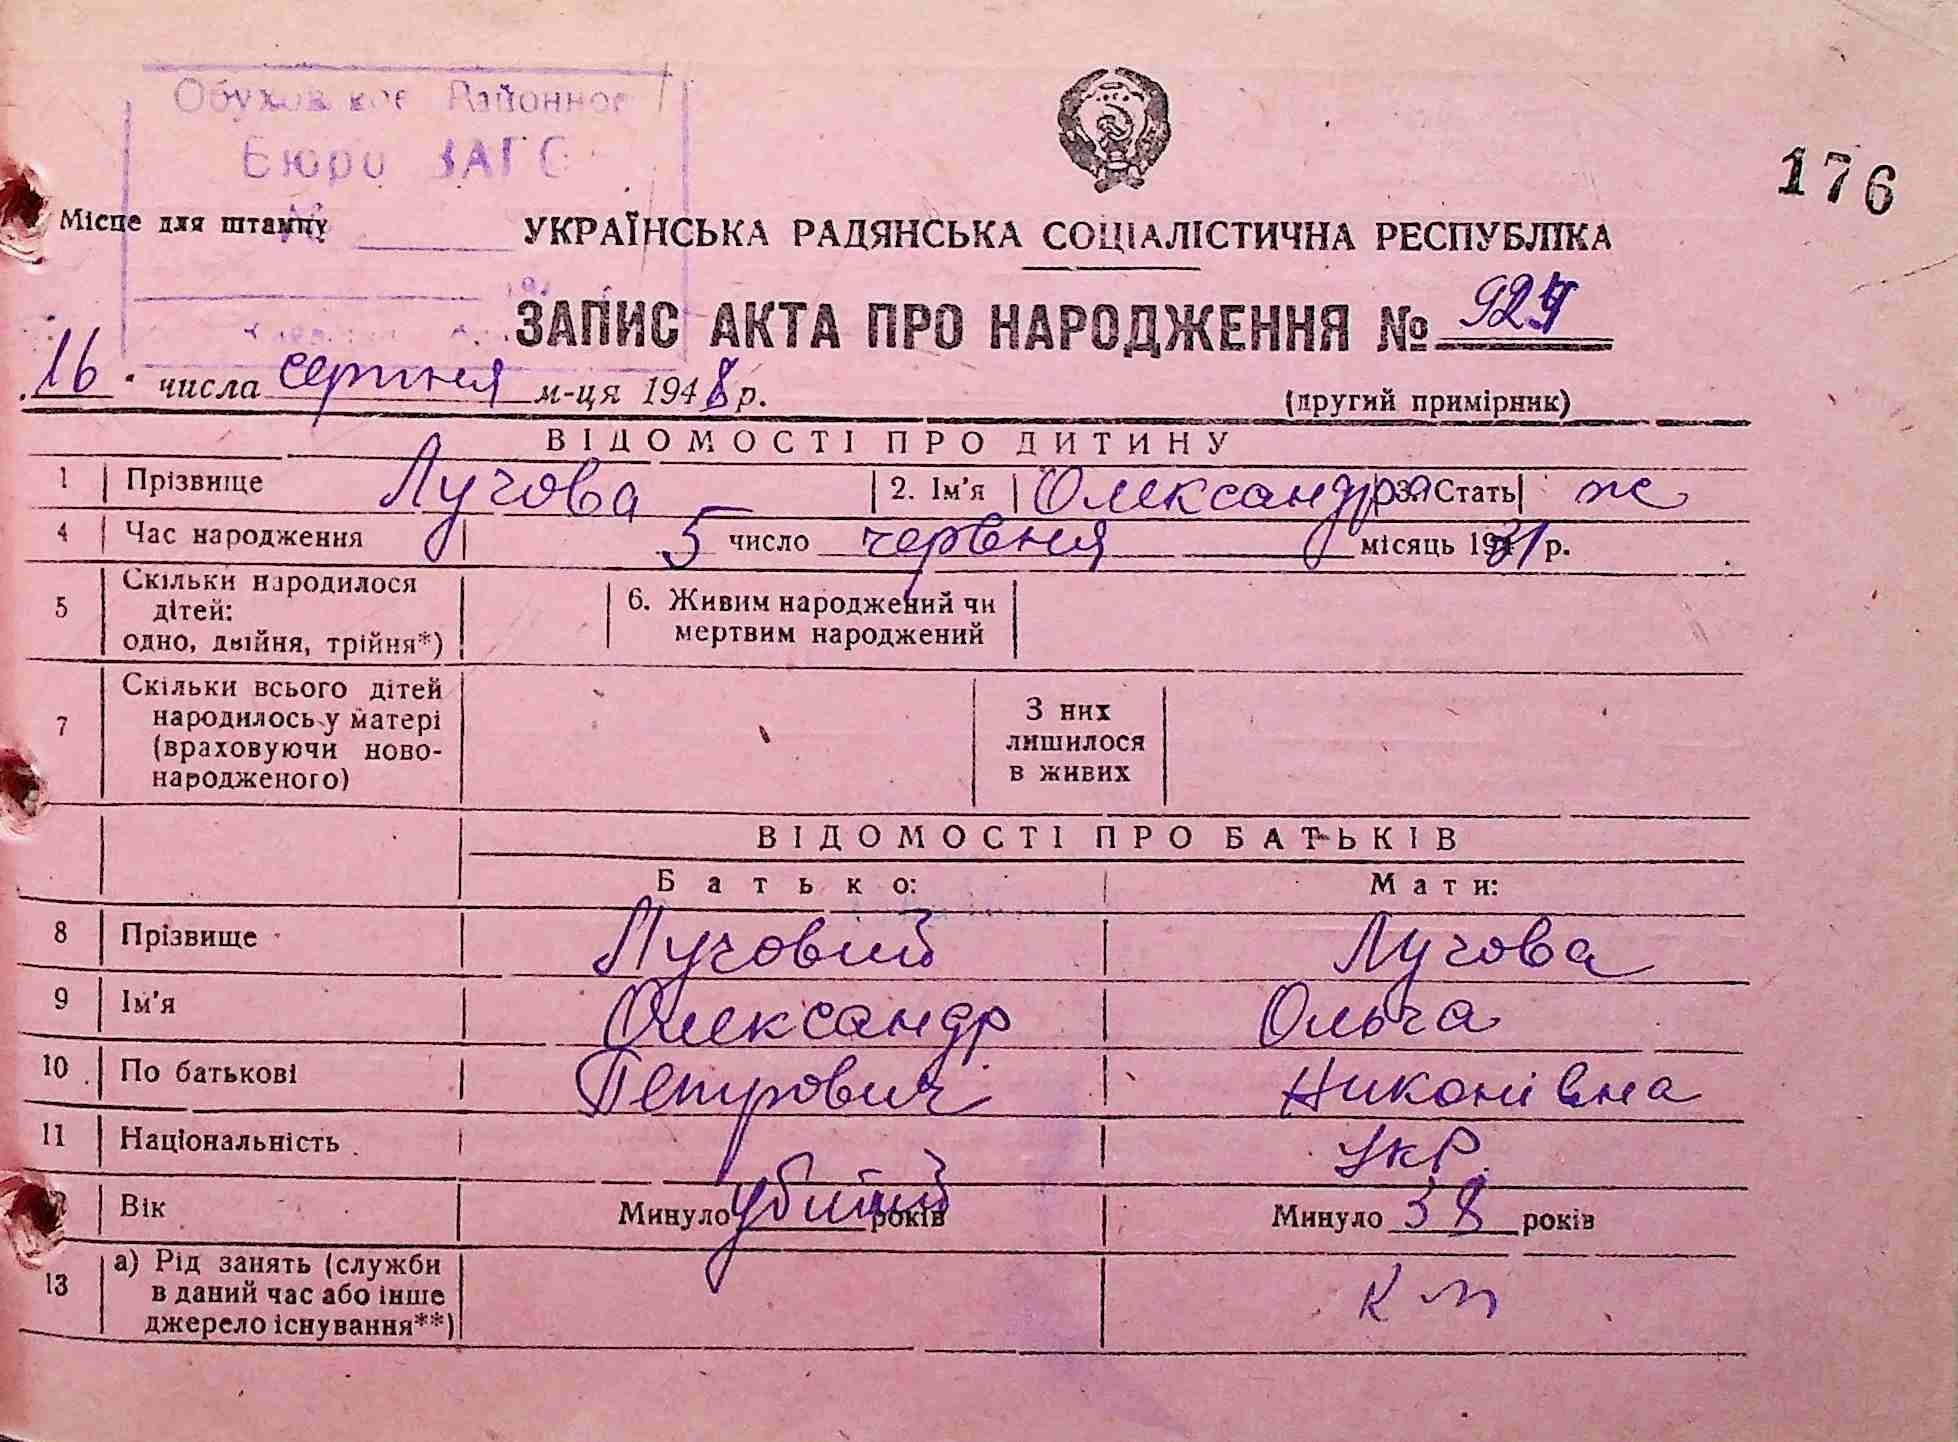 Обуховское Районное
Бюро ЗАГС
176
Місце для штампу
УКРАЇНСЬКА РАДЯНСЬКА СОЦІАЛІСТИЧНА РЕСПУБЛІКА
ЗАПИС АКТА ПРО НАРОДЖЕННЯ №
16 числа серпня м-ця 1948 р.
(другий примірник)
ВІДОМОСТІ ПРО ДИТИНУ
1 Прізвище Лугова 2. Ім'я Олександра 3. Стать ж
4 Час народження 5 число червня місяць 1931 р.
5 Скільки народилося дітей: одно, двійня, трійня*) 6. Живим народжений чи мертвим народжений
7 Скільки всього дітей народилось у матері (враховуючи новонародженого) З них лишилося в живих
ВІДОМОСТІ ПРО БАТЬКІВ
Батько: Мати:
8 Прізвище Луговий Лугова
9 Ім'я Олександр Ольга
10 По батькові Петрович Никонівна
11 Національність укр.
Вік Минуло убитий років Минуло 38 років
13 а) Рід занять (служби в даний час або інше джерело існування**) к